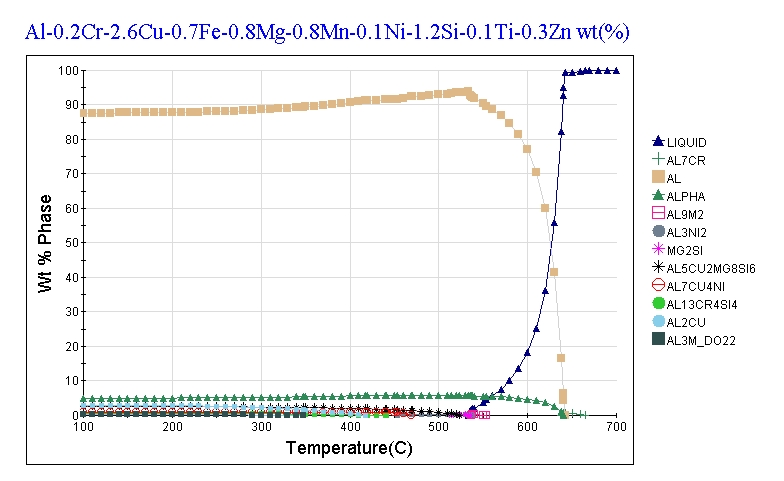 Al-0.2Cr-2.6Cu-0.7Fe-0.8Mg-0.8Mn-0.1Ni-1.2Si-0.1Ti-0.3Zn wt(%)
100
90
80
70
60
50
40
30
20
10
0
Wt % Phase
100 200 300 400 500 600 700
Temperature(C)
LIQUID
AL7CR
AL
ALPHA
AL9M2
AL3NI2
MG2SI
AL5CU2MG8SI6
AL7CU4NI
AL13CR4SI4
AL2CU
AL3M_DO22